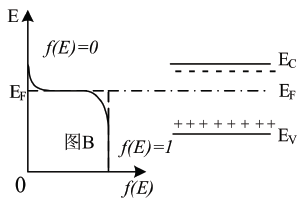 E
f(E)=0
E_C
E_F
E_F
图B
+ + + + + + + +
E_V
f(E)=1
0
f(E)